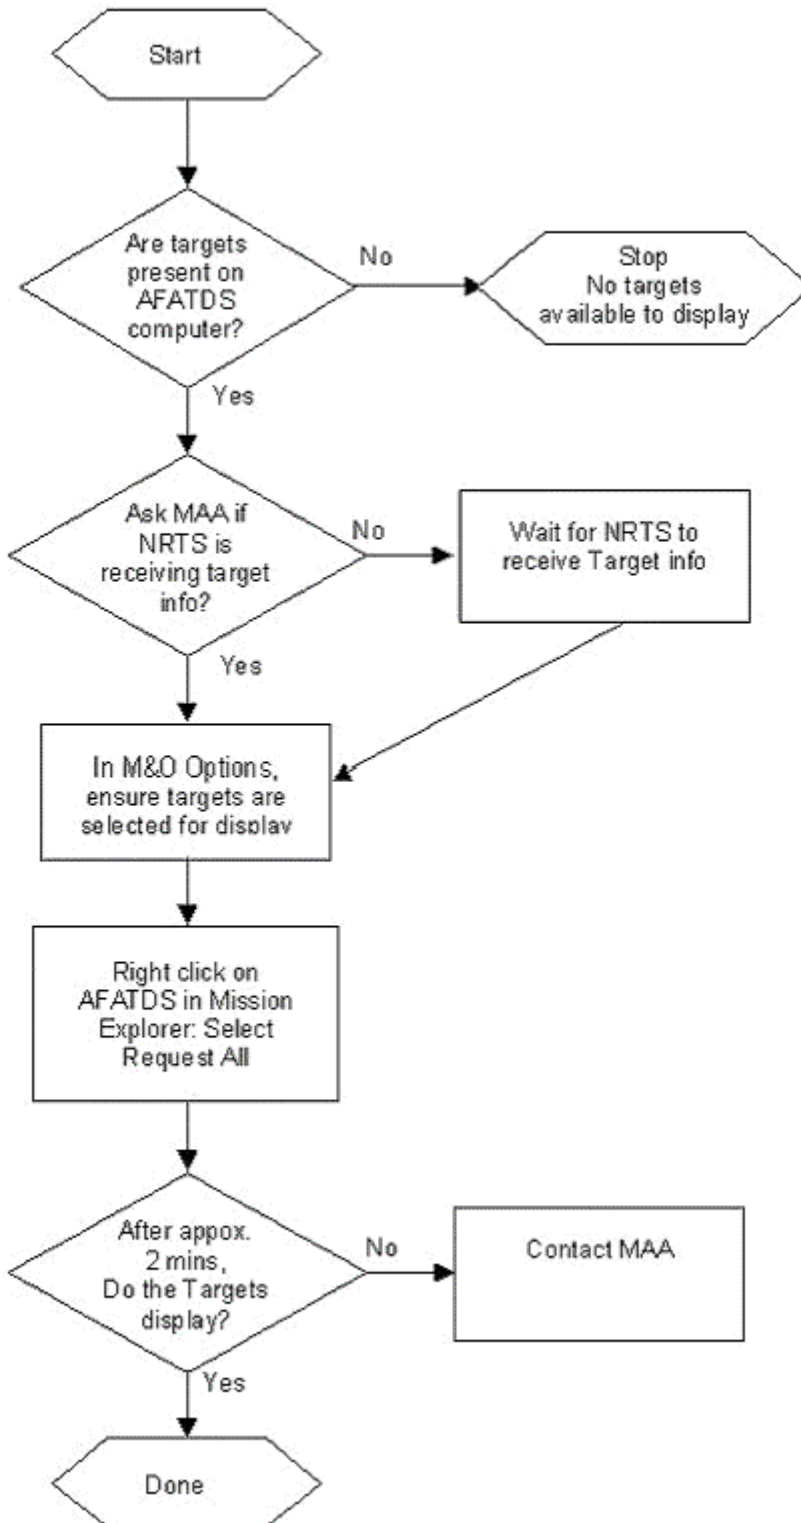 Start
Are targets
present on
AFATDS
computer?
No
Stop
No targets
available to display
Yes
Ask MAA if
NRTS is
receiving target
info?
No
Wait for NRTS to
receive Target info
Yes
In M&O Options,
ensure targets are
selected for display
Right click on
AFATDS in Mission
Explorer: Select
Request All
After appox.
2 mins,
Do the Targets
display?
No
Contact MAA
Yes
Done